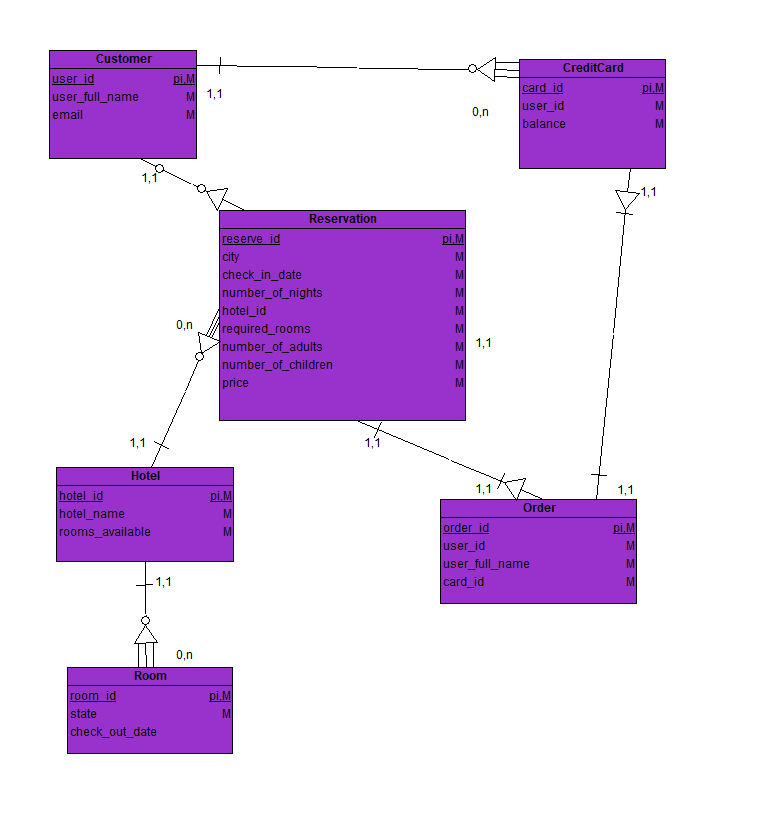 Customer
user_id pi,M
user_full_name M
email M
1,1
0,n
CreditCard
card_id pi,M
user_id M
balance M
1,1
1,1
Reservation
reserve_id pi,M
city M
check_in_date M
number_of_nights M
hotel_id M
required_rooms M
number_of_adults M
number_of_children M
price M
0,n
1,1
1,1
1,1
1,1
1,1
Hotel
hotel_id pi,M
hotel_name M
rooms_available M
Order
order_id pi,M
user_id M
user_full_name M
card_id M
1,1
0,n
Room
room_id pi,M
state M
check_out_date